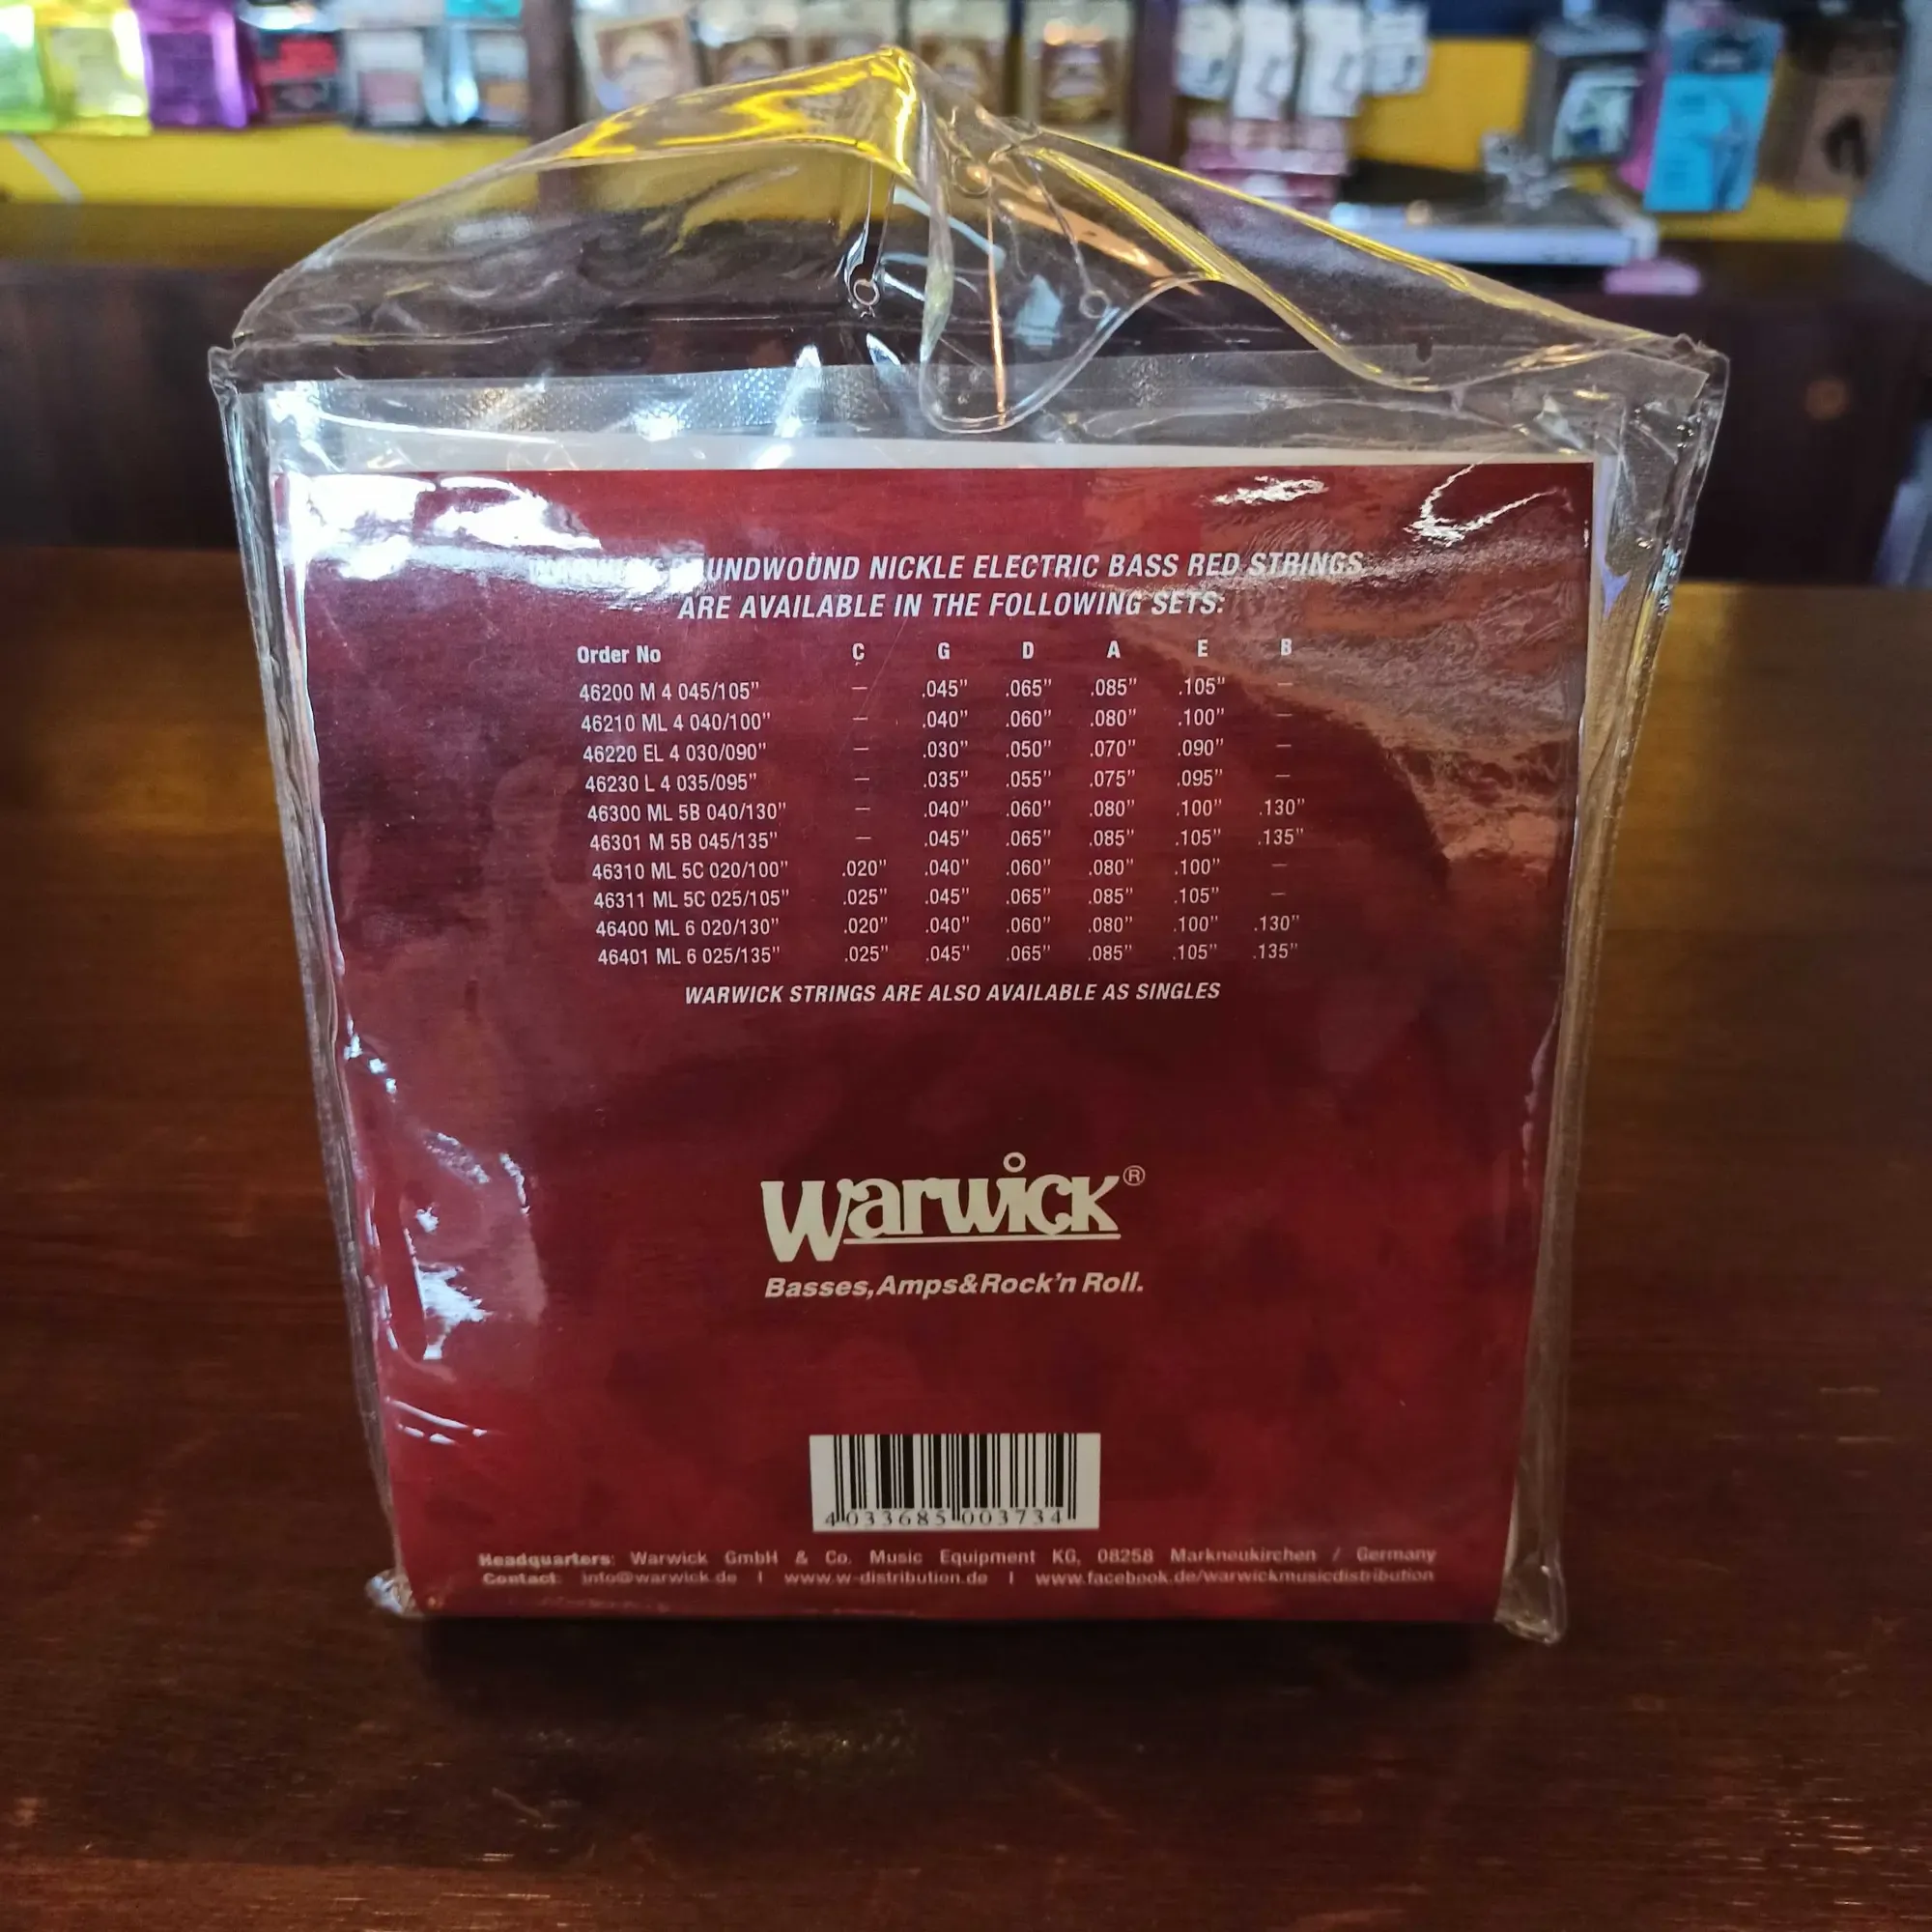 WARWICK ROUNDWOUND NICKLE ELECTRIC BASS RED STRINGS
ARE AVAILABLE IN THE FOLLOWING SETS:
Order No C G D A E B
46200 M 4 045/105" — .045" .065" .085" .105" —
46210 ML 4 040/100" — .040" .060" .080" .100" —
46220 EL 4 030/090" — .030" .050" .070" .090" —
46230 L 4 035/095" — .035" .055" .075" .095" —
46300 ML 5B 040/130" — .040" .060" .080" .100" .130"
46301 M 5B 045/135" — .045" .065" .085" .105" .135"
46310 ML 5C 020/100" .020" .040" .060" .080" .100" —
46311 ML 5C 025/105" .025" .045" .065" .085" .105" —
46400 ML 6 020/130" .020" .040" .060" .080" .100" .130"
46401 ML 6 025/135" .025" .045" .065" .085" .105" .135"
WARWICK STRINGS ARE ALSO AVAILABLE AS SINGLES
Warwick®
Basses,Amps&Rock'n Roll.
4 033685 003734
Headquarters: Warwick GmbH & Co. Music Equipment KG, 08258 Markneukirchen / Germany
Contact: info@warwick.de I www.w-distribution.de I www.facebook.de/warwickmusicdistribution